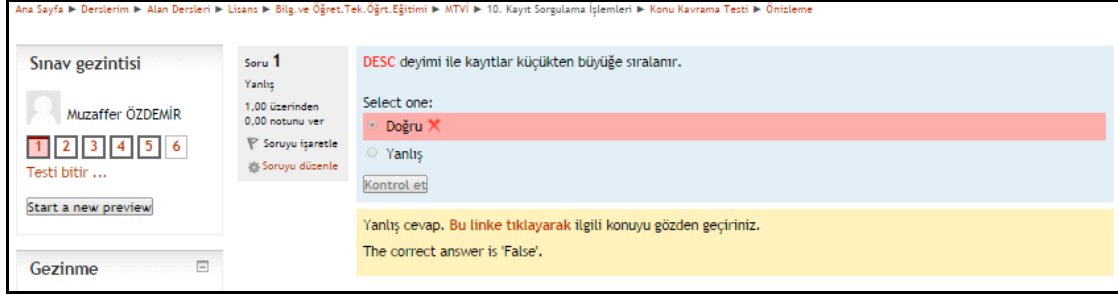 Ana Sayfa ► Derslerim ► Alan Dersleri ► Lisans ► Bilg.ve Öğret.Tek.Öğrt.Eğitimi ► MTVİ ► 10. Kayıt Sorgulama İşlemleri ► Konu Kavrama Testi ► Önizleme
Sınav gezintisi
Muzaffer ÖZDEMİR
1 2 3 4 5 6
Testi bitir ...
Start a new preview
Gezinme
Soru 1
Yanlış
1,00 üzerinden
0,00 notunu ver
Soruyu işaretle
Soruyu düzenle
DESC deyimi ile kayıtlar küçükten büyüğe sıralanır.
Select one:
Doğru
Yanlış
Kontrol et
Yanlış cevap. Bu linke tıklayarak ilgili konuyu gözden geçiriniz.
The correct answer is 'False'.